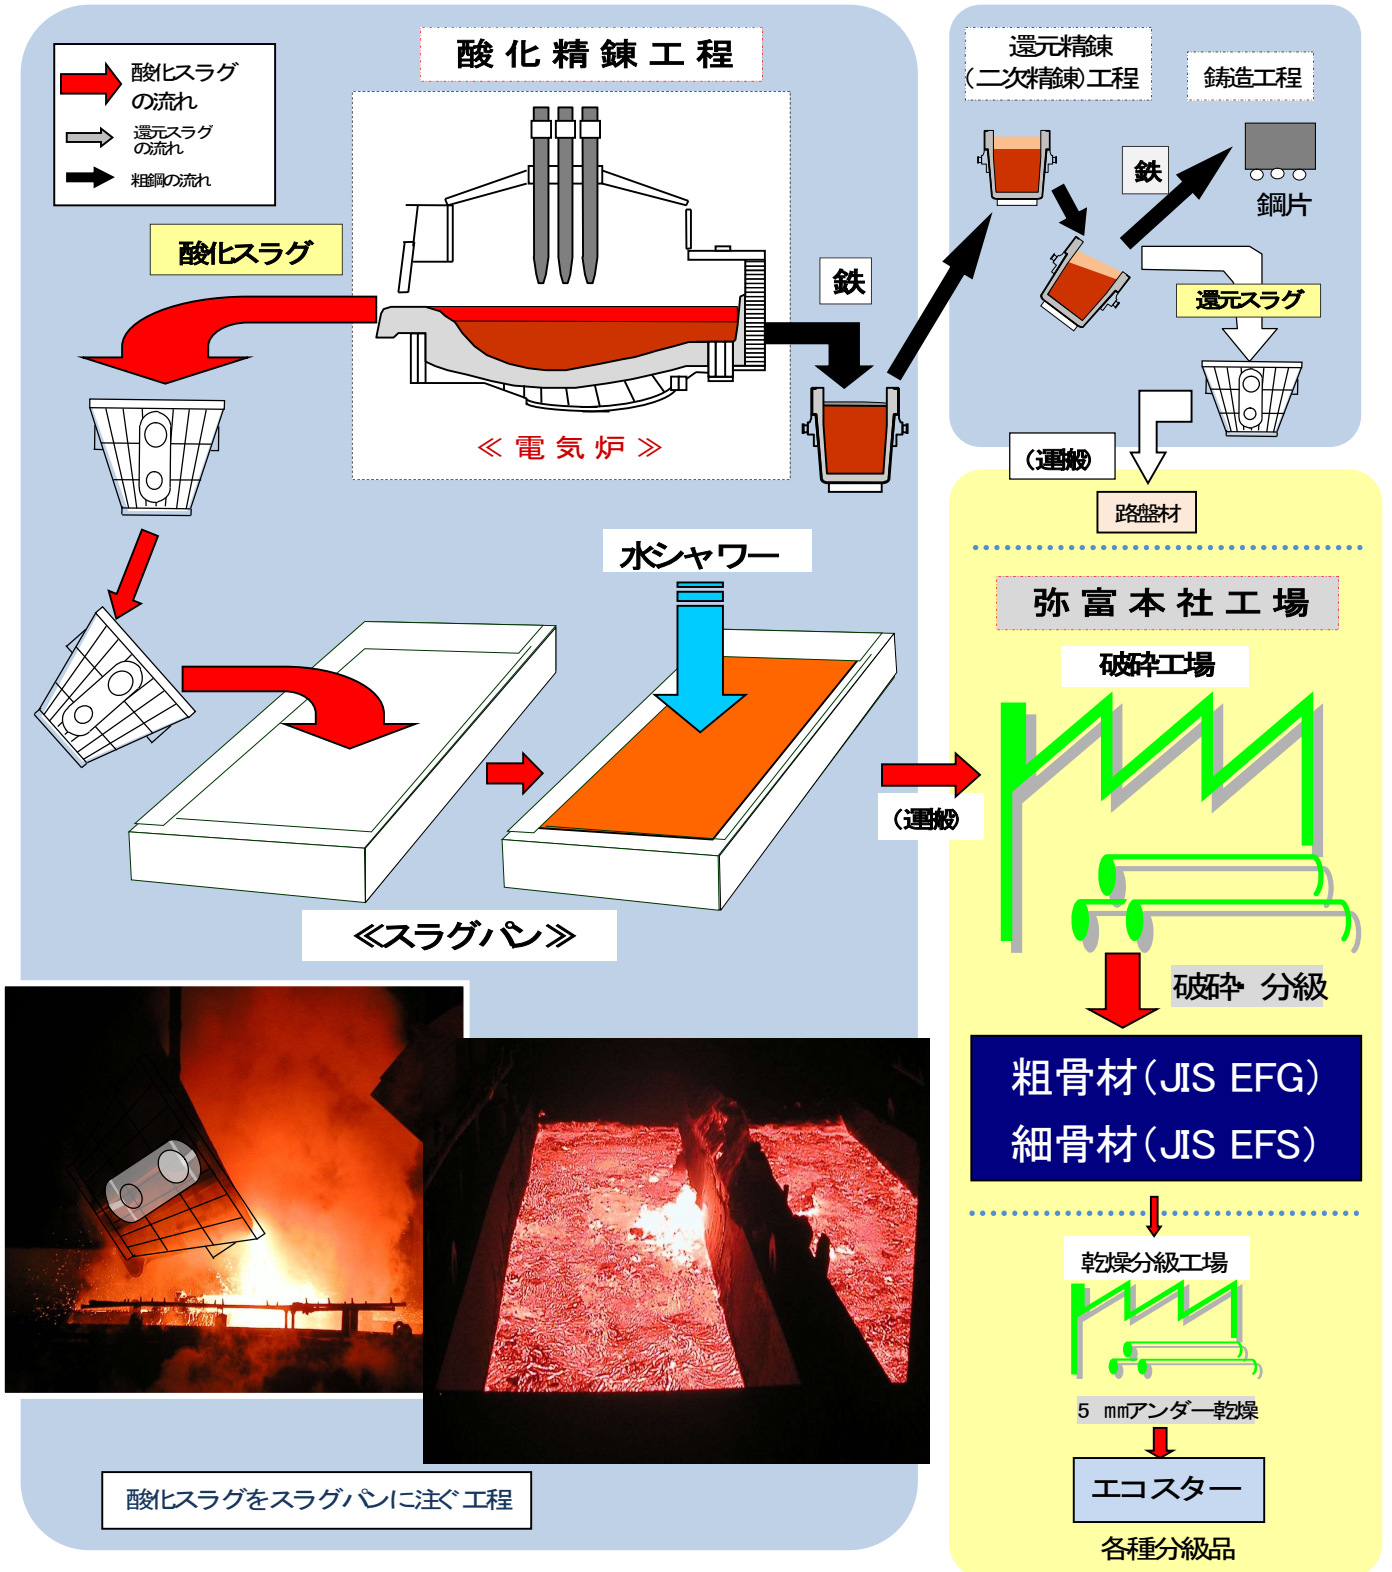 酸化スラグ
の流れ
還元スラグ
の流れ
粗鋼の流れ
酸化精錬工程
酸化スラグ
≪電気炉≫
鉄
還元精錬
（二次精錬）工程
鋳造工程
鉄
鋼片
還元スラグ
（運搬）
路盤材
水シャワー
≪スラグパン≫
（運搬）
弥富本社工場
破砕工場
破砕・分級
粗骨材（JIS EFG）
細骨材（JIS EFS）
乾燥分級工場
5 mmアンダー乾燥
エコスター
各種分級品
酸化スラグをスラグパンに注ぐ工程